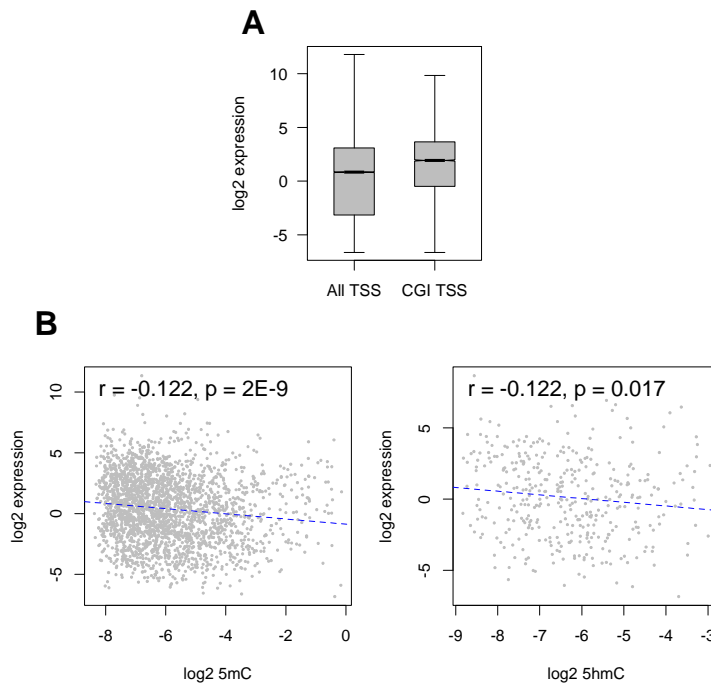 A
log2 expression
10
5
0
-5
All TSS
CGI TSS
B
r = -0.122, p = 2E-9
log2 expression
10
5
0
-5
-8
-6
-4
-2
0
log2 5mC
r = -0.122, p = 0.017
log2 expression
5
0
-5
-9
-8
-7
-6
-5
-4
-3
log2 5hmC